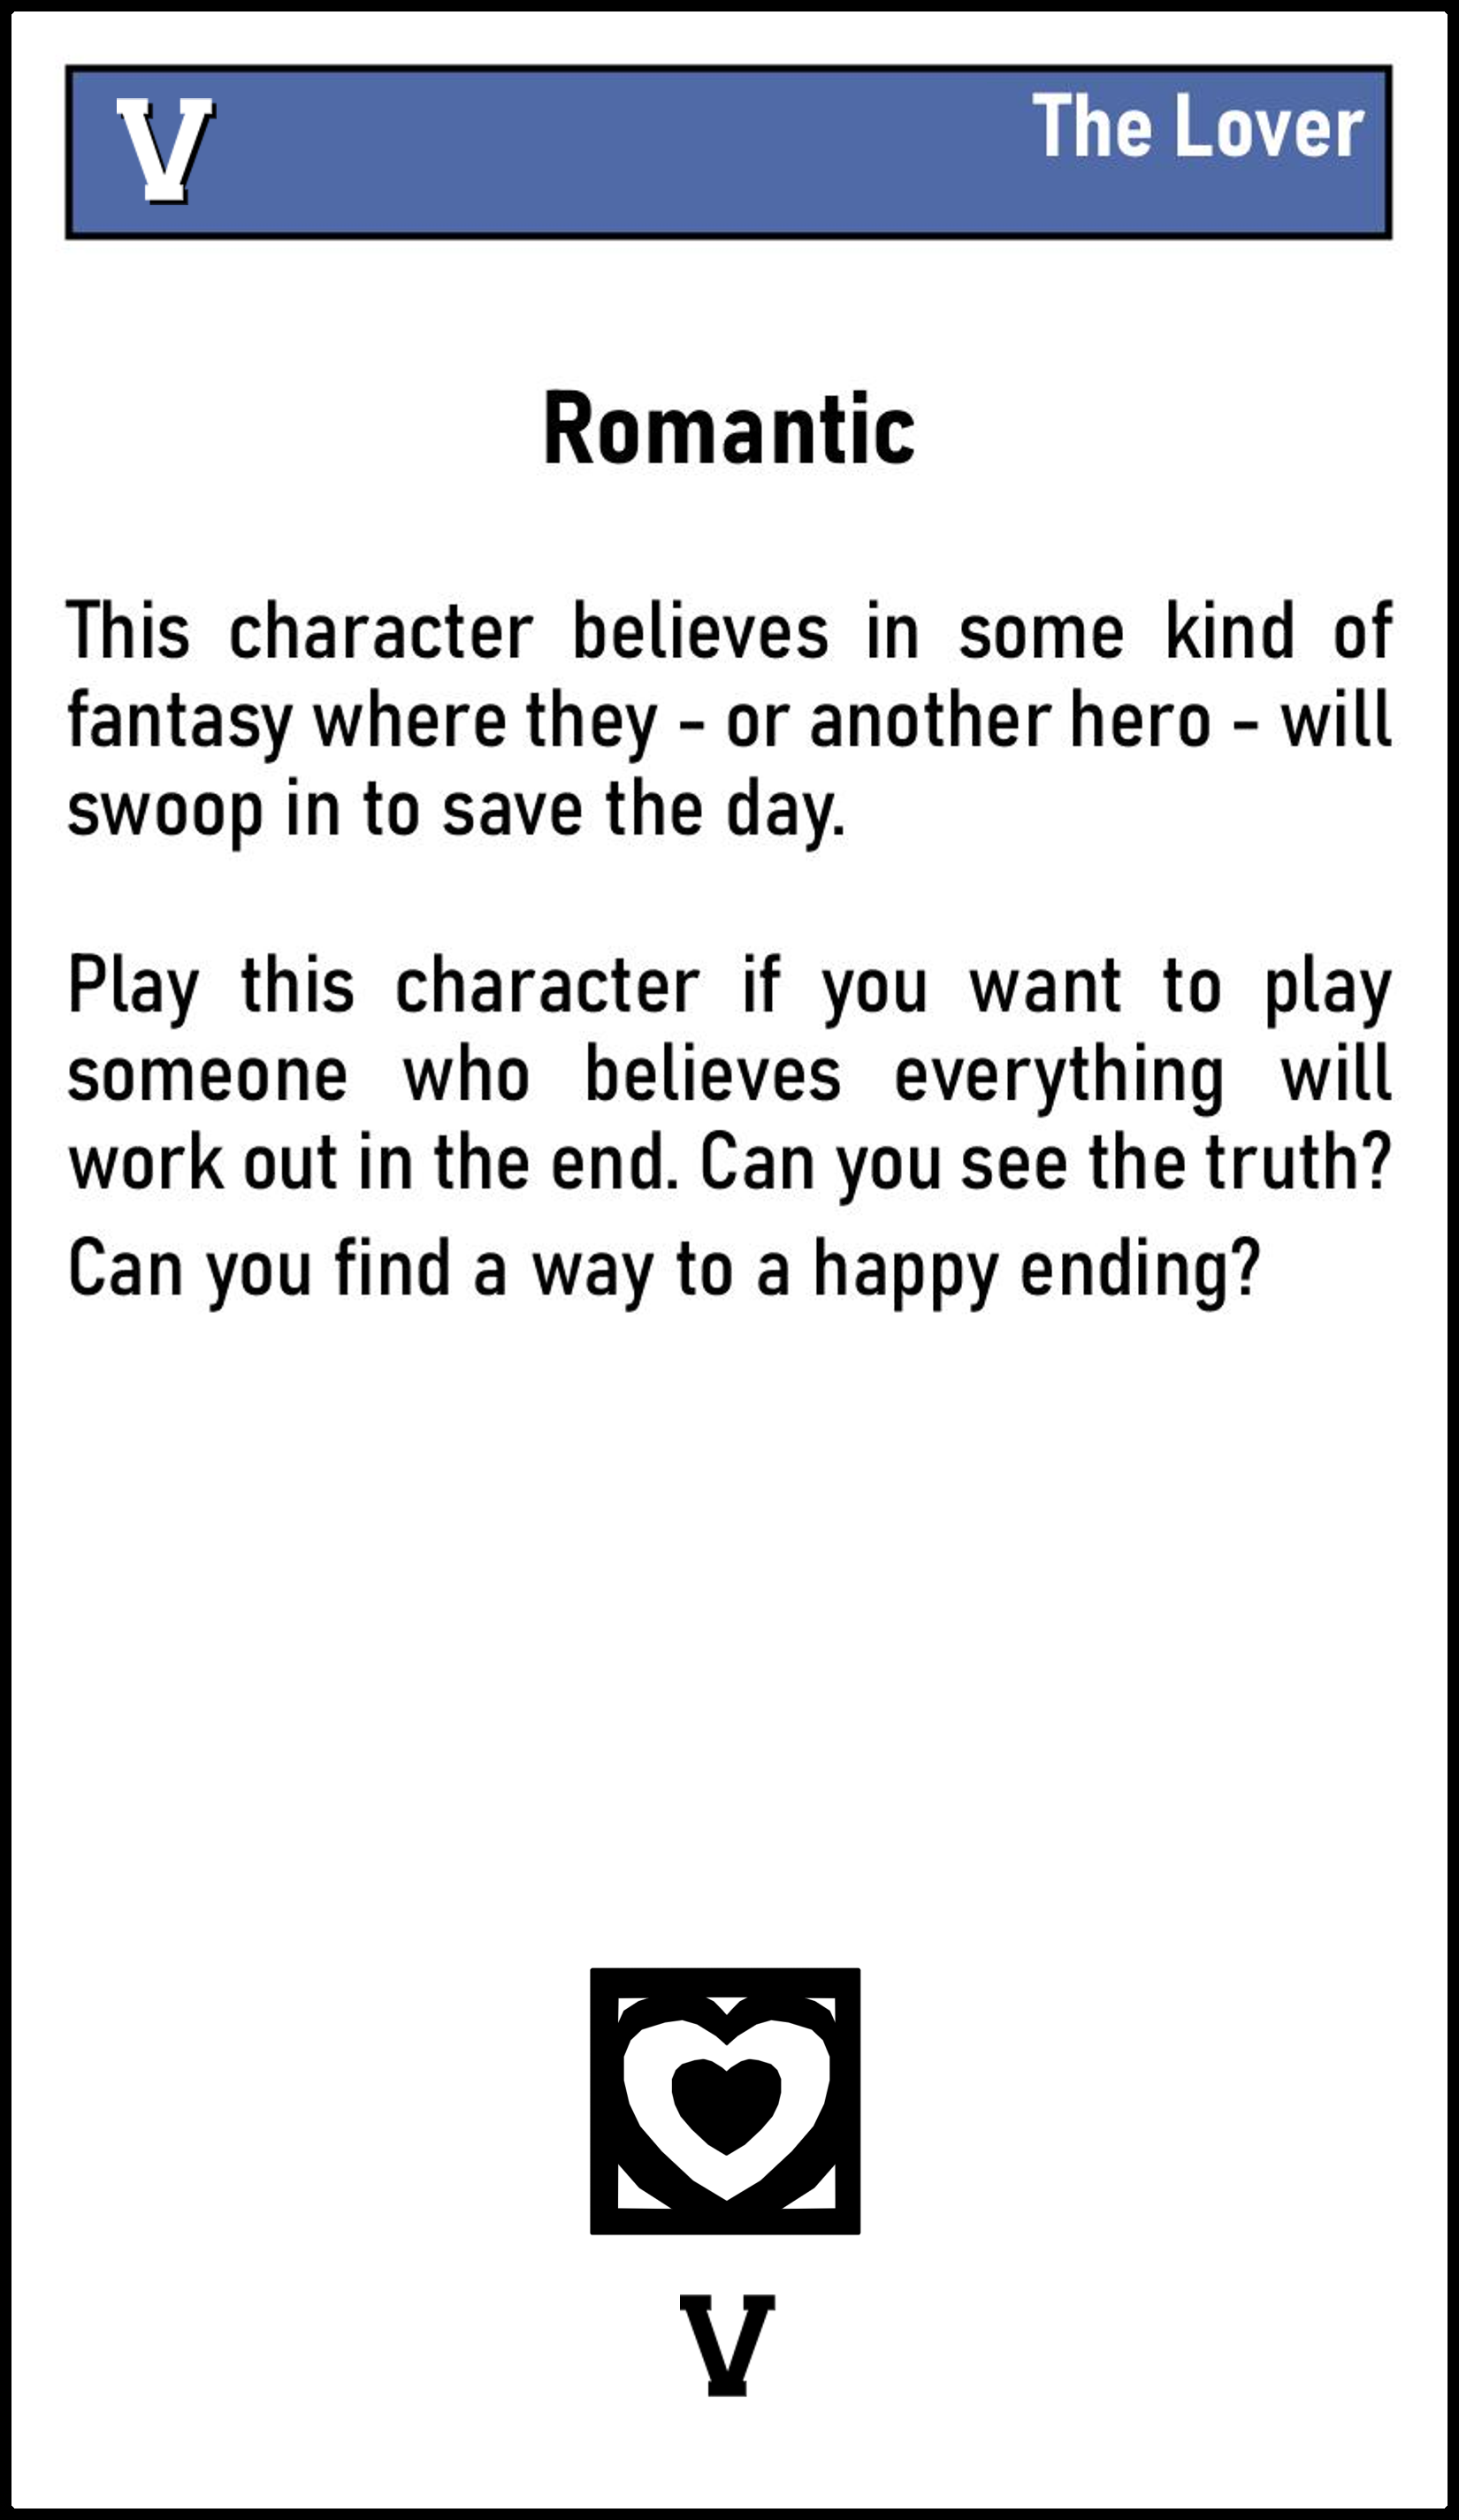 V
The Lover
Romantic
This character believes in some kind of
fantasy where they - or another hero - will
swoop in to save the day.
Play this character if you want to play
someone who believes everything will
work out in the end. Can you see the truth?
Can you find a way to a happy ending?
V